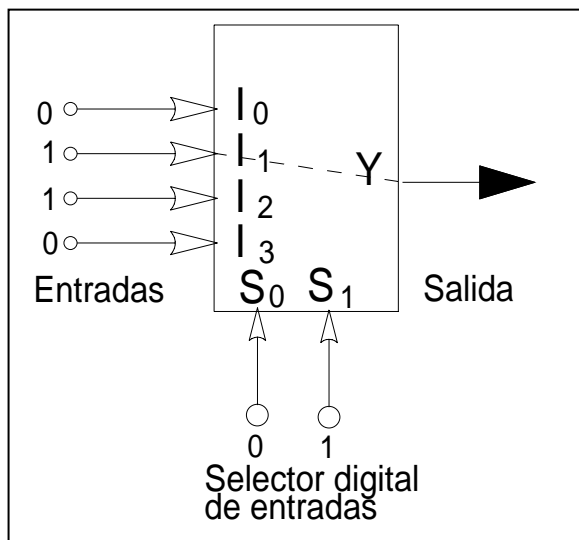 0 I0
1 I1 Y
1 I2
0 I3
Entradas S0 S1 Salida
0 1
Selector digital
de entradas